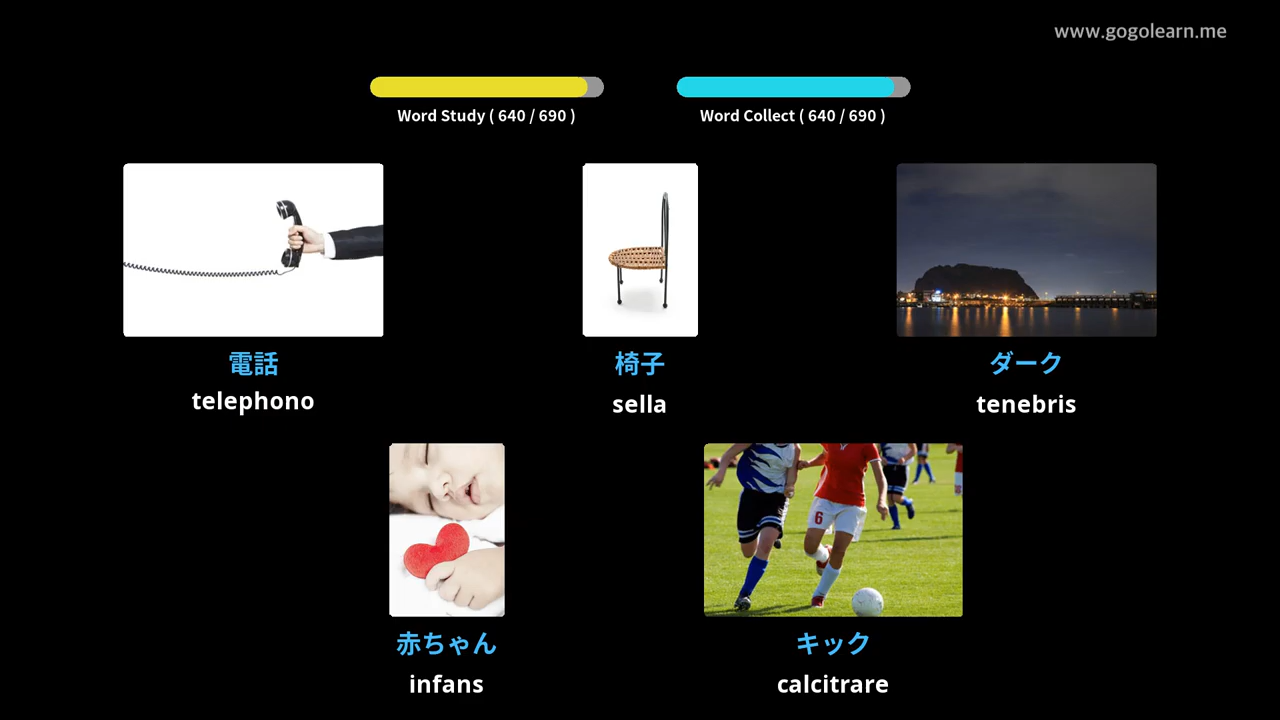 www.gogolearn.me
Word Study ( 640 / 690 )
Word Collect ( 640 / 690 )
電話
telephono
椅子
sella
ダーク
tenebris
赤ちゃん
infans
キック
calcitrare
6